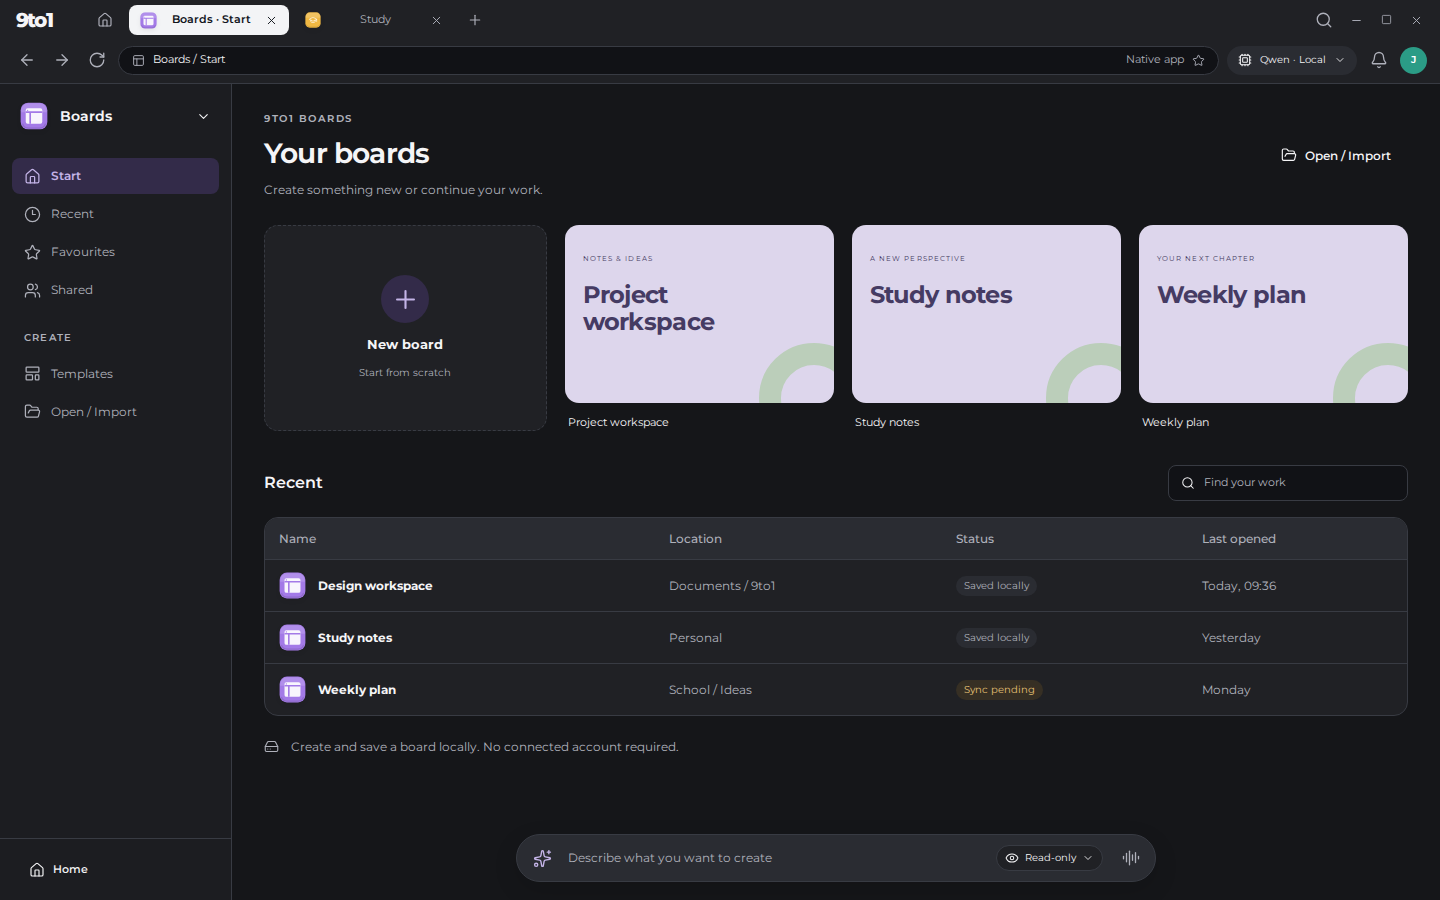 9to1
Boards · Start
Study
Boards / Start
Native app
Qwen · Local
J
Boards
Start
Recent
Favourites
Shared
CREATE
Templates
Open / Import
Home
9TO1 BOARDS
Your boards
Create something new or continue your work.
Open / Import
New board
Start from scratch
NOTES & IDEAS
Project
workspace
Project workspace
A NEW PERSPECTIVE
Study notes
Study notes
YOUR NEXT CHAPTER
Weekly plan
Weekly plan
Recent
Find your work
Name Location Status Last opened
Design workspace Documents / 9to1 Saved locally Today, 09:36
Study notes Personal Saved locally Yesterday
Weekly plan School / Ideas Sync pending Monday
Create and save a board locally. No connected account required.
Describe what you want to create
Read-only